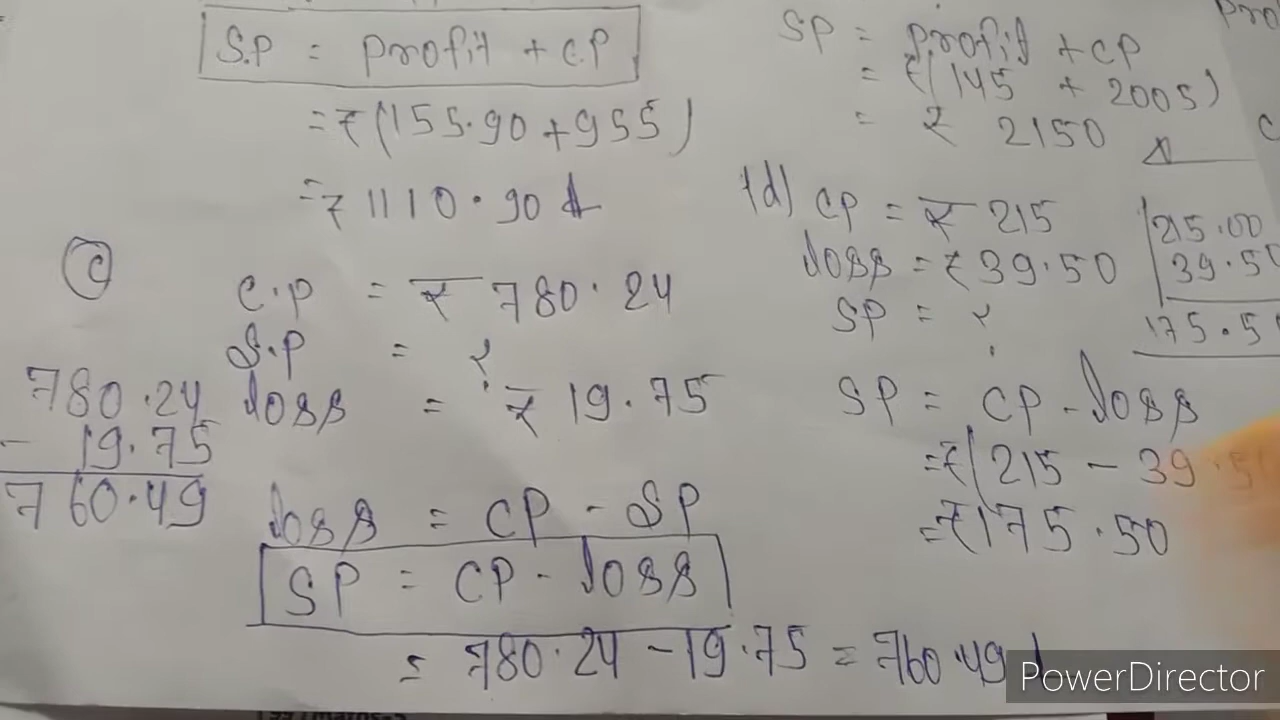 S.P = Profit + C.P
= ₹(155.90 + 955)
= ₹ 1110.90
(c)
C.P = ₹ 780.24
S.P = ?
loss = ₹ 19.75
780.24
- 19.75
760.49
loss = CP - SP
SP = CP - loss
= 780.24 - 19.75 = 760.49
SP = Profit + CP
= ₹(145 + 2005)
= ₹ 2150
(d) CP = ₹ 215
loss = ₹ 39.50
SP = ?
215.00
39.50
175.50
SP = CP - loss
= ₹(215 - 39.50
= ₹175.50
PowerDirector